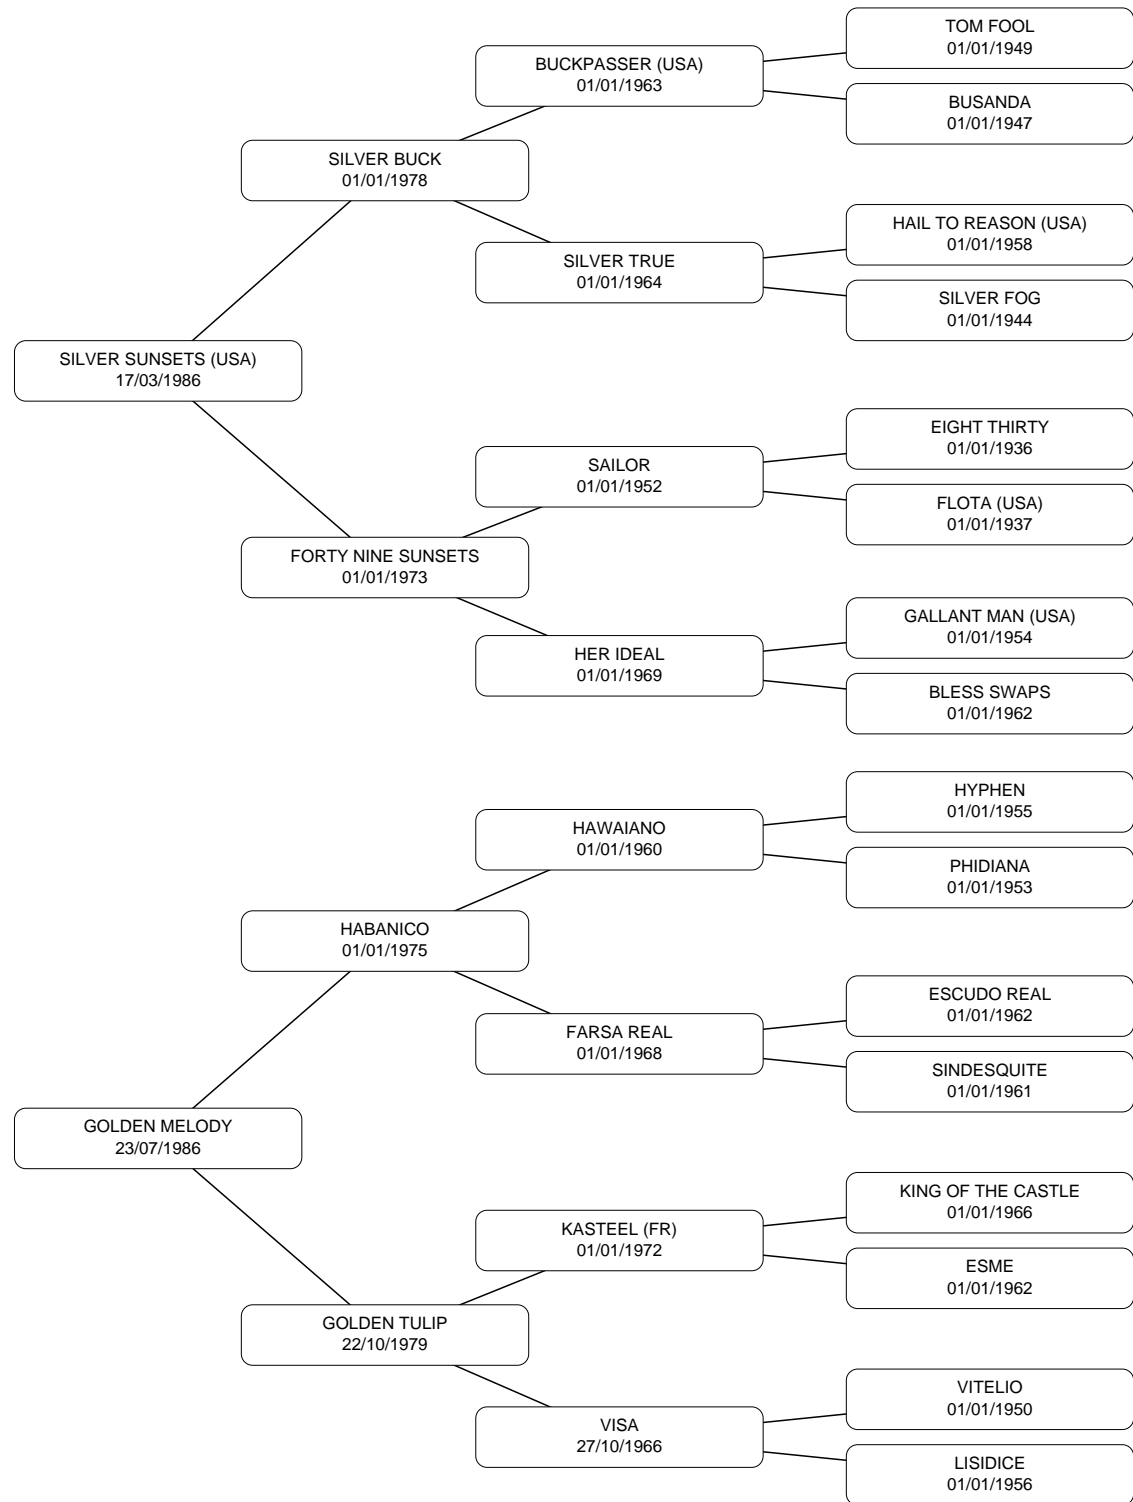 TOM FOOL
01/01/1949
BUCKPASSER (USA)
01/01/1963
BUSANDA
01/01/1947
SILVER BUCK
01/01/1978
HAIL TO REASON (USA)
01/01/1958
SILVER TRUE
01/01/1964
SILVER FOG
01/01/1944
SILVER SUNSETS (USA)
17/03/1986
EIGHT THIRTY
01/01/1936
SAILOR
01/01/1952
FLOTA (USA)
01/01/1937
FORTY NINE SUNSETS
01/01/1973
GALLANT MAN (USA)
01/01/1954
HER IDEAL
01/01/1969
BLESS SWAPS
01/01/1962
HYPHEN
01/01/1955
HAWAIANO
01/01/1960
PHIDIANA
01/01/1953
HABANICO
01/01/1975
ESCUDO REAL
01/01/1962
FARSA REAL
01/01/1968
SINDESQUITE
01/01/1961
GOLDEN MELODY
23/07/1986
KING OF THE CASTLE
01/01/1966
KASTEEL (FR)
01/01/1972
ESME
01/01/1962
GOLDEN TULIP
22/10/1979
VITELIO
01/01/1950
VISA
27/10/1966
LISIDICE
01/01/1956